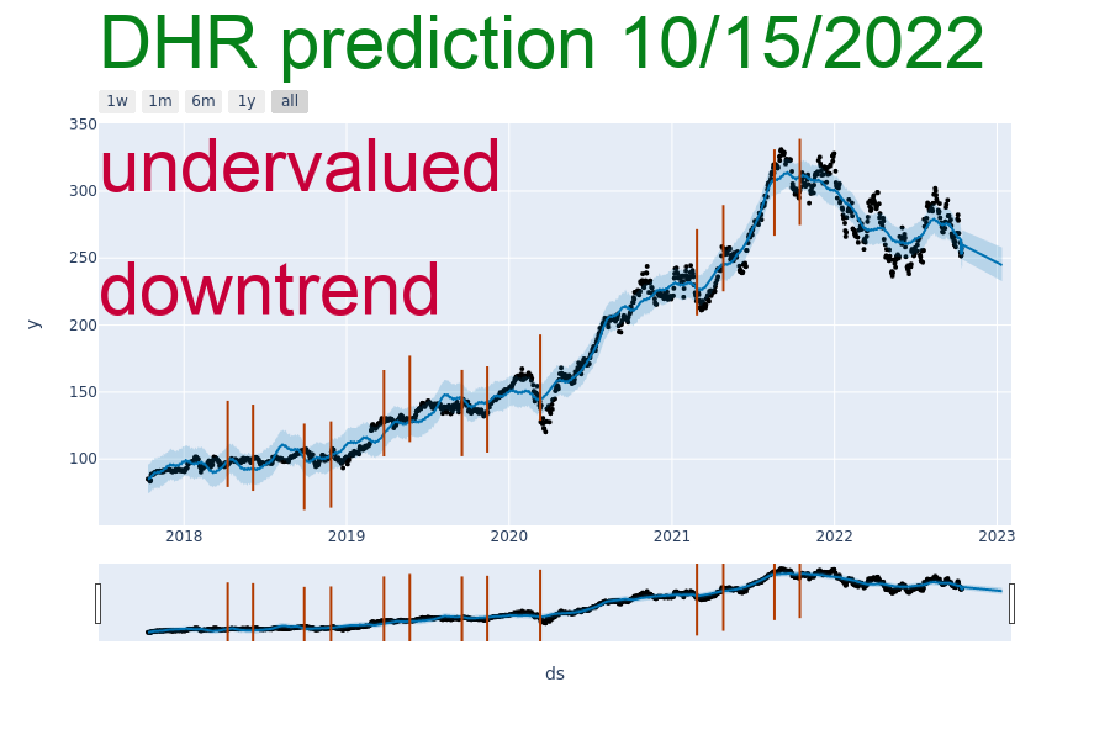 DHR prediction 10/15/2022
1w 1m 6m 1y all
350
undervalued
300
250
downtrend
y
200
150
100
2018 2019 2020 2021 2022 2023
ds